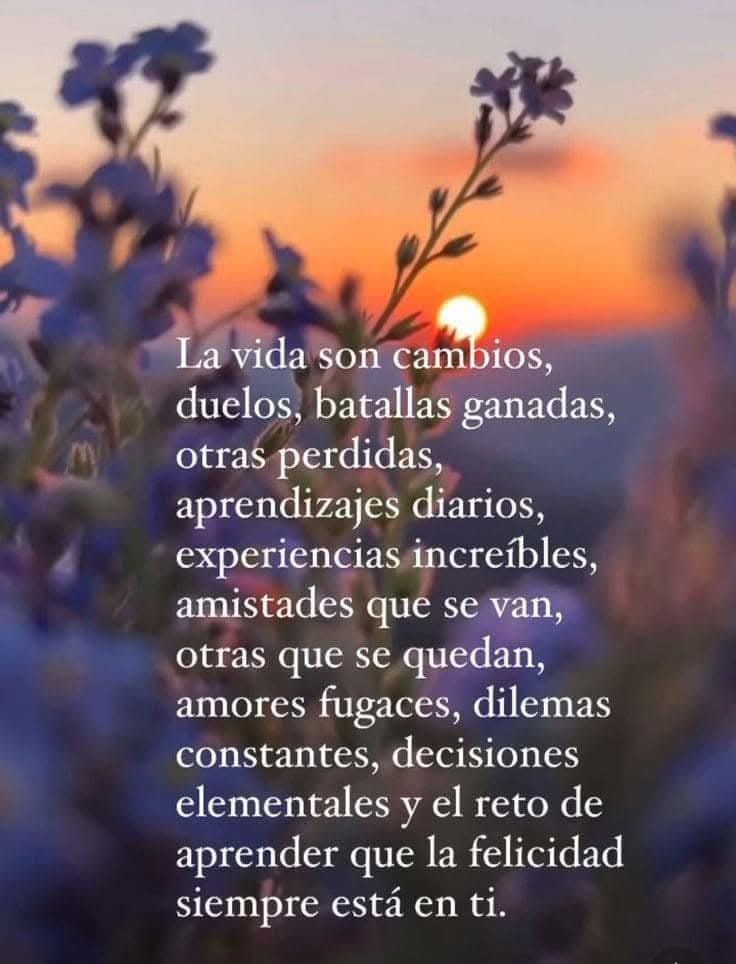 La vida son cambios,
duelos, batallas ganadas,
otras perdidas,
aprendizajes diarios,
experiencias increíbles,
amistades que se van,
otras que se quedan,
amores fugaces, dilemas
constantes, decisiones
elementales y el reto de
aprender que la felicidad
siempre está en ti.